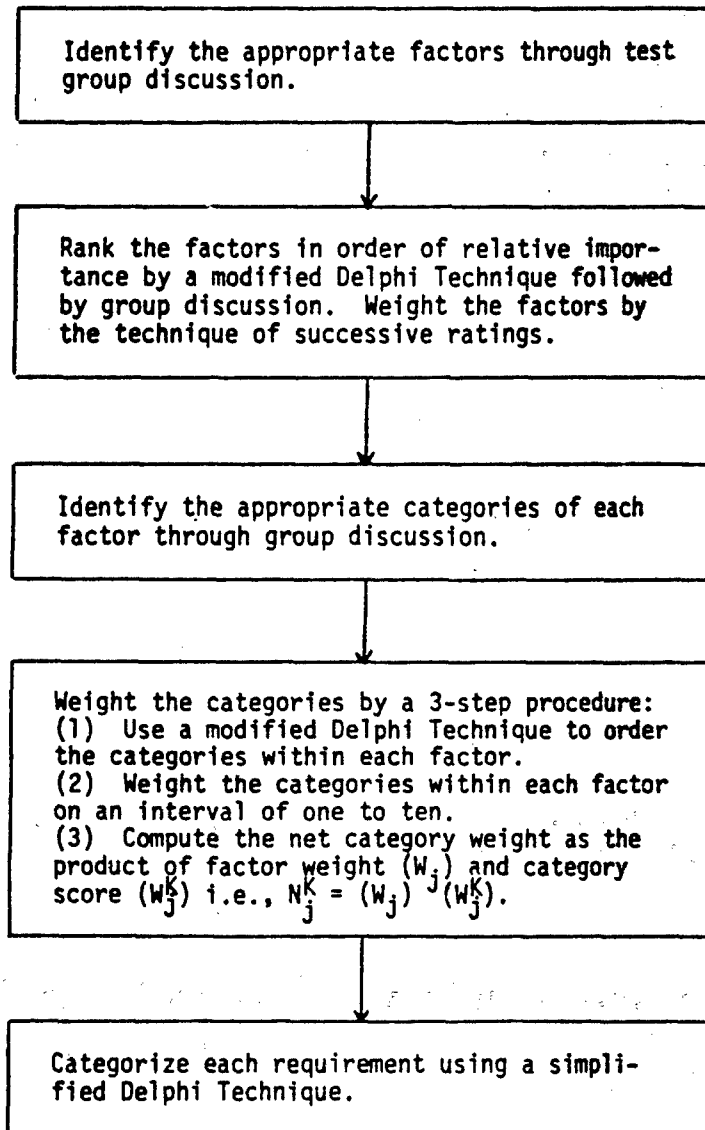 Identify the appropriate factors through test
group discussion.
Rank the factors in order of relative impor-
tance by a modified Delphi Technique followed
by group discussion. Weight the factors by
the technique of successive ratings.
Identify the appropriate categories of each
factor through group discussion.
Weight the categories by a 3-step procedure:
(1) Use a modified Delphi Technique to order
the categories within each factor.
(2) Weight the categories within each factor
on an interval of one to ten.
(3) Compute the net category weight as the
product of factor weight (W_j) and category
score (W_j^K) i.e., N_j^K = (W_j) (W_j^K).
Categorize each requirement using a simpli-
fied Delphi Technique.